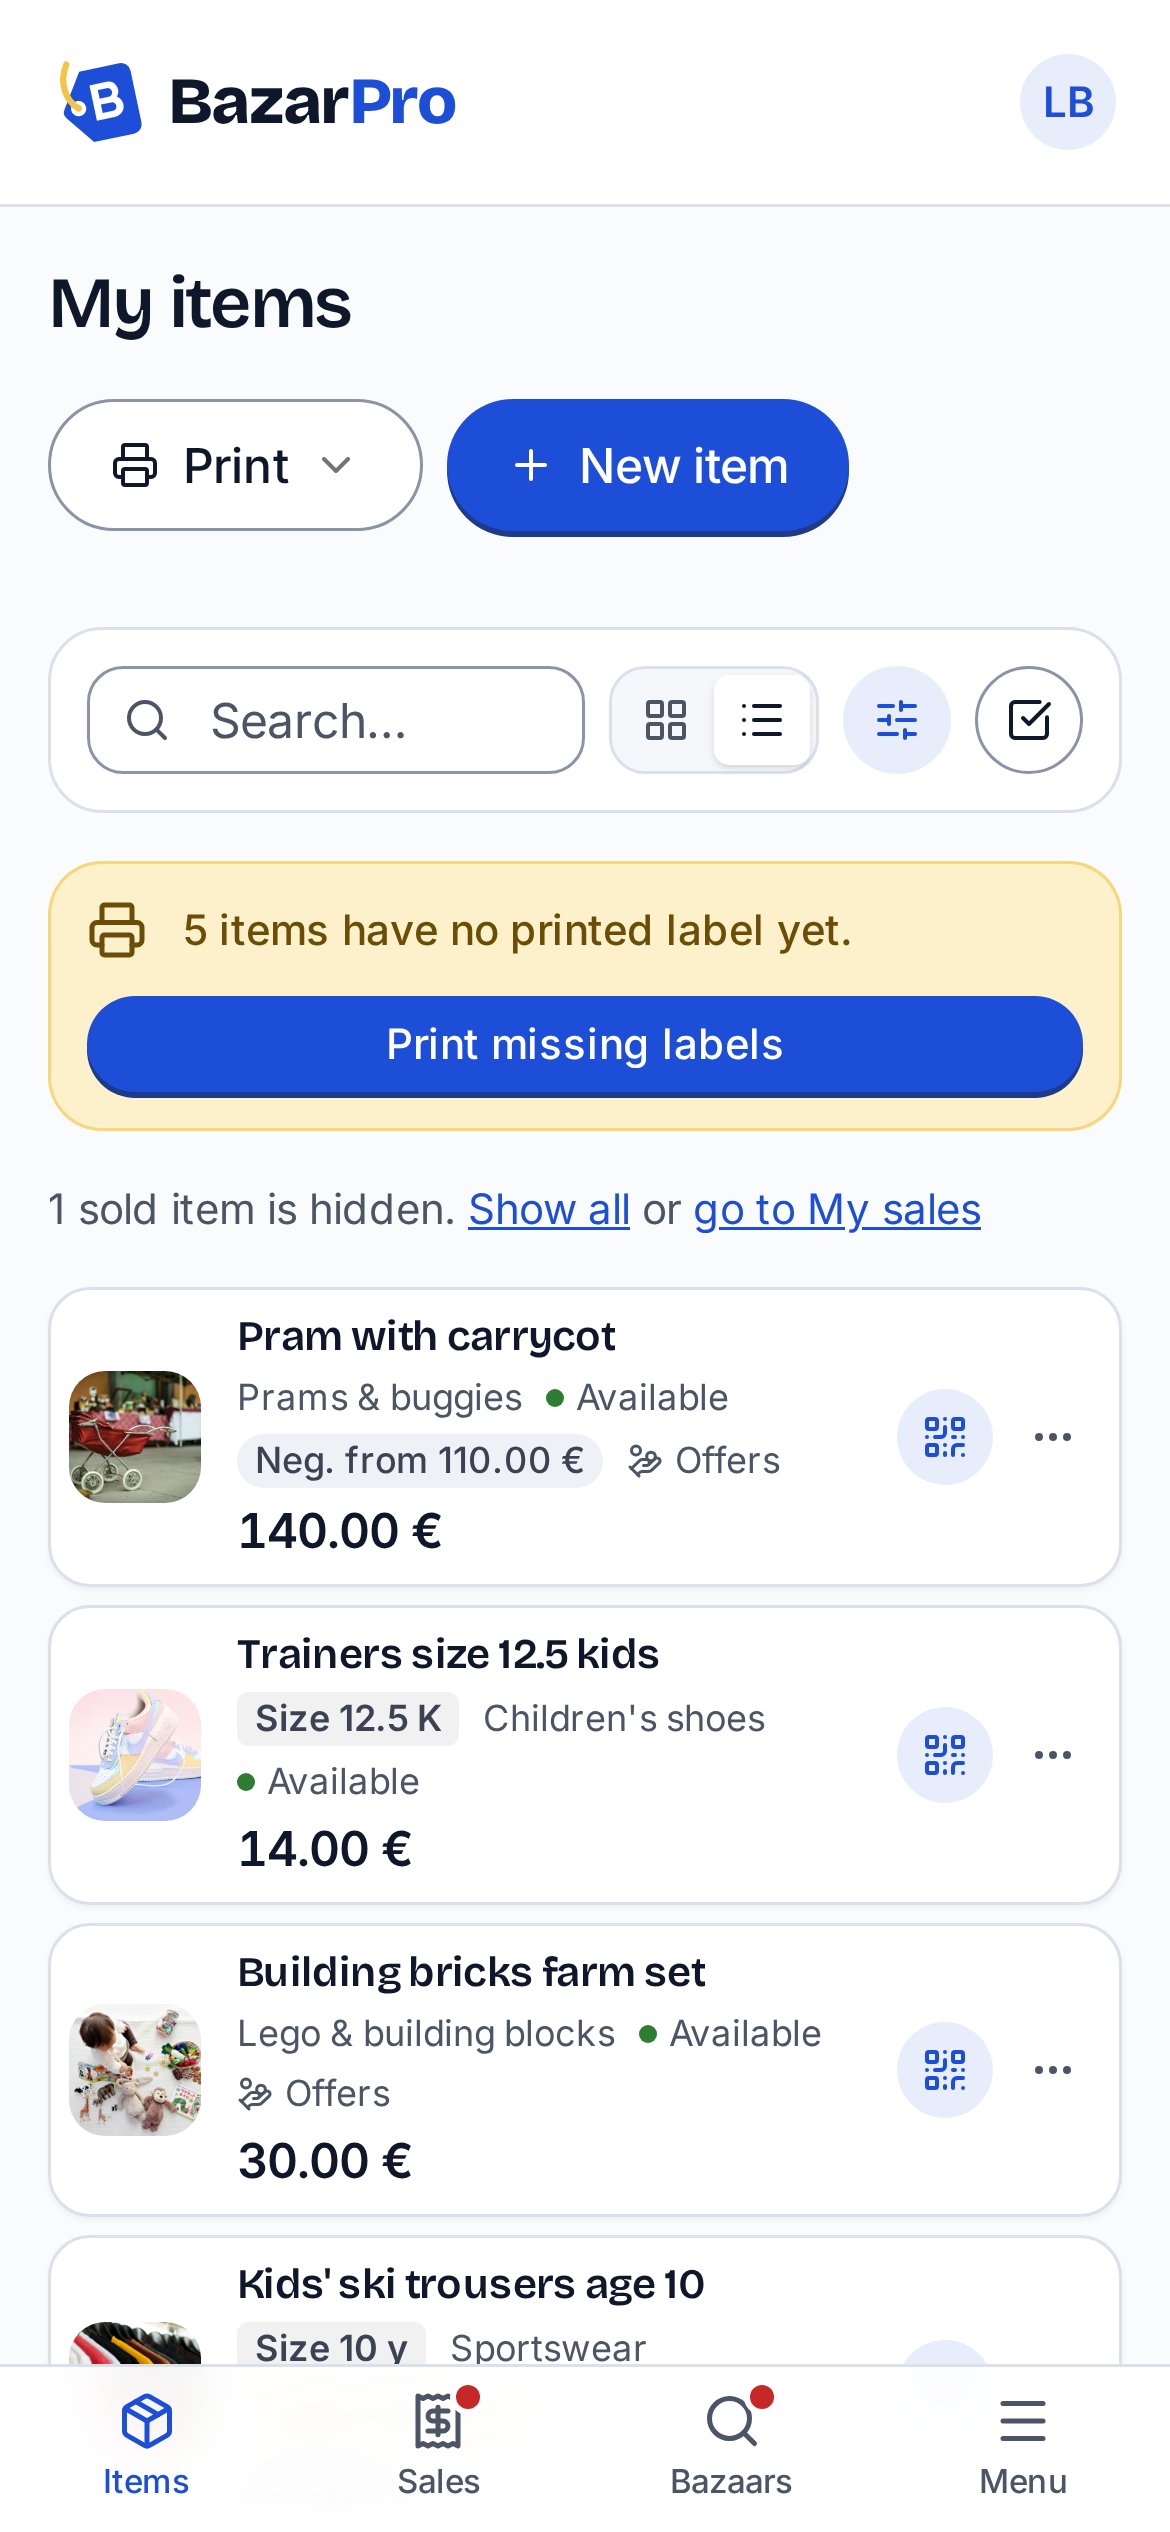 B BazarPro
LB
My items
Print
New item
Search...
5 items have no printed label yet.
Print missing labels
1 sold item is hidden. Show all or go to My sales
Pram with carrycot
Prams & buggies Available
Neg. from 110.00 € Offers
140.00 €
Trainers size 12.5 kids
Size 12.5 K Children's shoes
Available
14.00 €
Building bricks farm set
Lego & building blocks Available
Offers
30.00 €
Kids' ski trousers age 10
Size 10 y Sportswear
Items
Sales
Bazaars
Menu